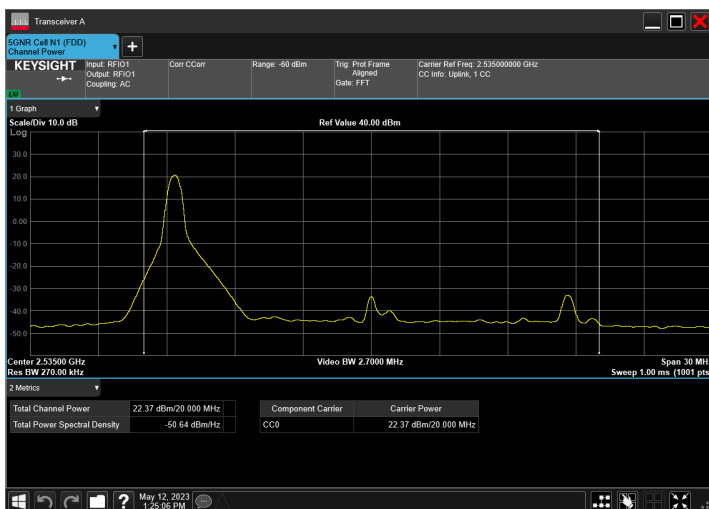 Transceiver A
5GNR Cell N1 (FDD)
Channel Power
KEYSIGHT
Input: RFIO1
Output: RFIO1
Coupling: AC
Corr CCorr
Range: -60 dBm
Trig: Prot Frame
Aligned
Gate: FFT
Carrier Ref Freq: 2.535000000 GHz
CC Info: Uplink, 1 CC
LXI
1 Graph
Scale/Div 10.0 dB
Ref Value 40.00 dBm
Log
30.0
20.0
10.0
0.00
-10.0
-20.0
-30.0
-40.0
-50.0
Center 2.53500 GHz
Video BW 2.7000 MHz
Span 30 MH
Res BW 270.00 kHz
Sweep 1.00 ms (1001 pts
2 Metrics
Total Channel Power 22.37 dBm/20.000 MHz
Total Power Spectral Density -50.64 dBm/Hz
Component Carrier Carrier Power
CC0 22.37 dBm/20.000 MHz
?
May 12, 2023
1:25:06 PM